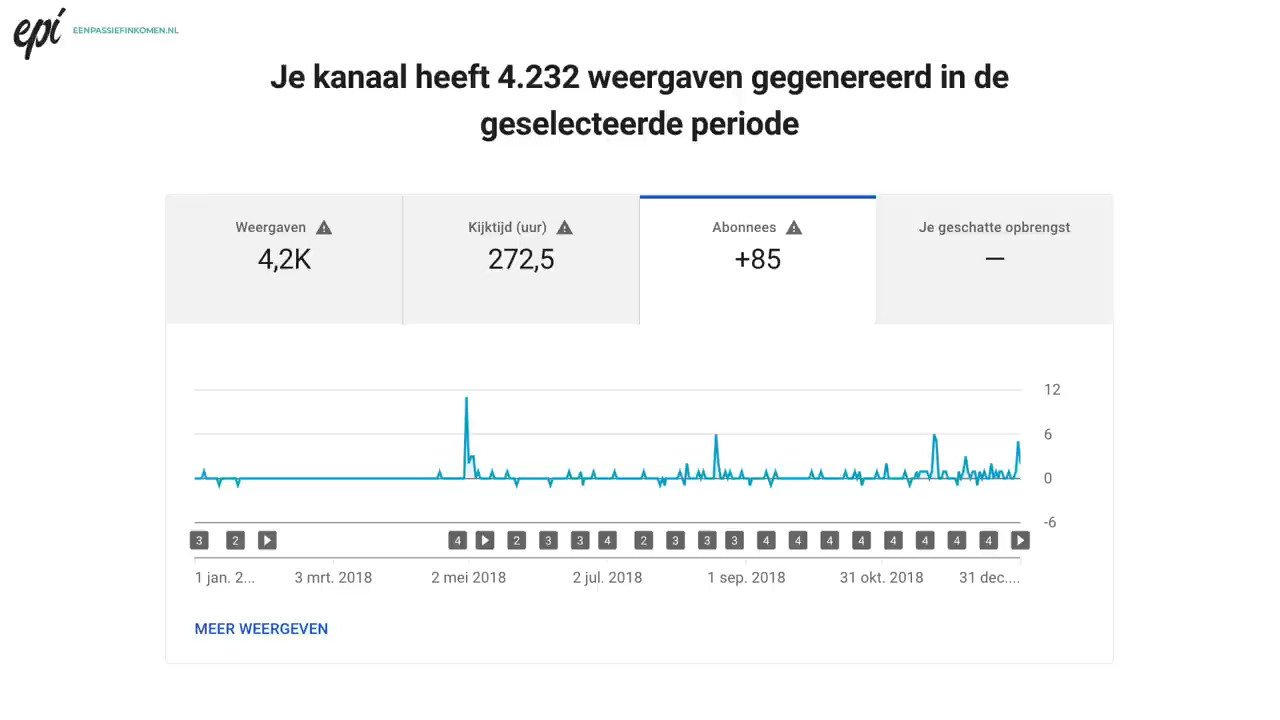 epi EENPASSIEFINKOMEN.NL
Je kanaal heeft 4.232 weergaven gegenereerd in de
geselecteerde periode
Weergaven
4,2K
Kijktijd (uur)
272,5
Abonnees
+85
Je geschatte opbrengst
—
12
6
0
-6
3 2 4 2 3 3 4 2 3 3 3 4 4 4 4 4 4 4 4
1 jan. 2... 3 mrt. 2018 2 mei 2018 2 jul. 2018 1 sep. 2018 31 okt. 2018 31 dec....
MEER WEERGEVEN